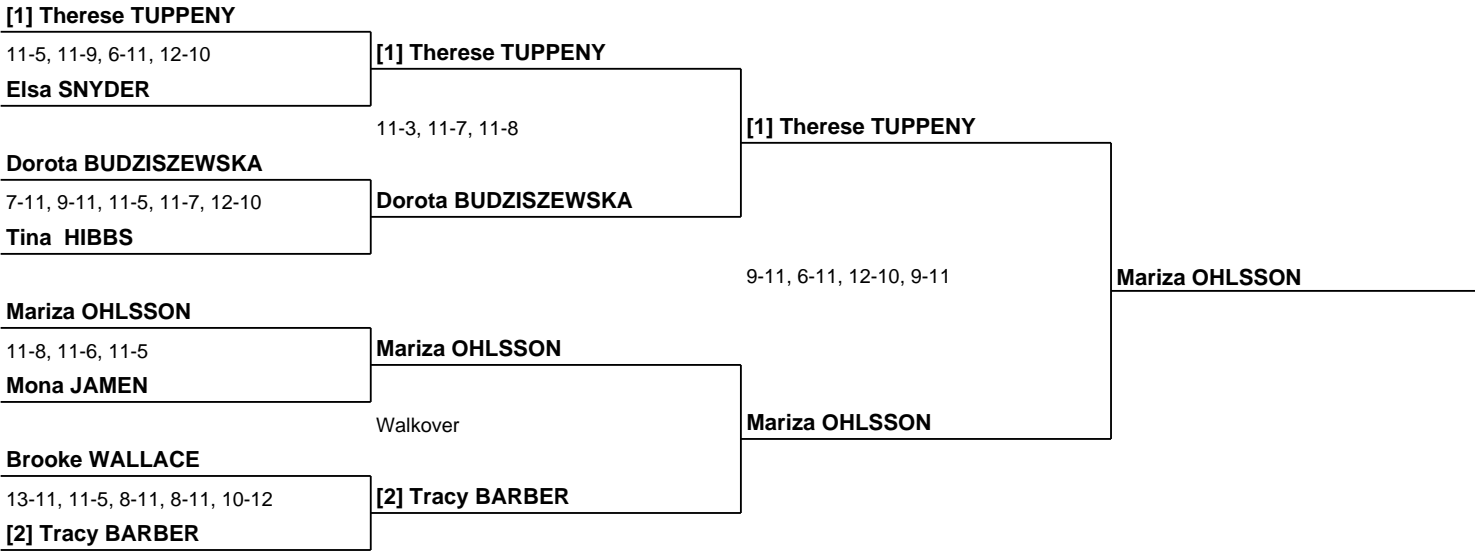 [1] Therese TUPPENY
11-5, 11-9, 6-11, 12-10
Elsa SNYDER
[1] Therese TUPPENY
11-3, 11-7, 11-8
[1] Therese TUPPENY
Dorota BUDZISZEWSKA
7-11, 9-11, 11-5, 11-7, 12-10
Tina HIBBS
Dorota BUDZISZEWSKA
9-11, 6-11, 12-10, 9-11
Mariza OHLSSON
Mariza OHLSSON
11-8, 11-6, 11-5
Mona JAMEN
Mariza OHLSSON
Walkover
Mariza OHLSSON
Brooke WALLACE
13-11, 11-5, 8-11, 8-11, 10-12
[2] Tracy BARBER
[2] Tracy BARBER